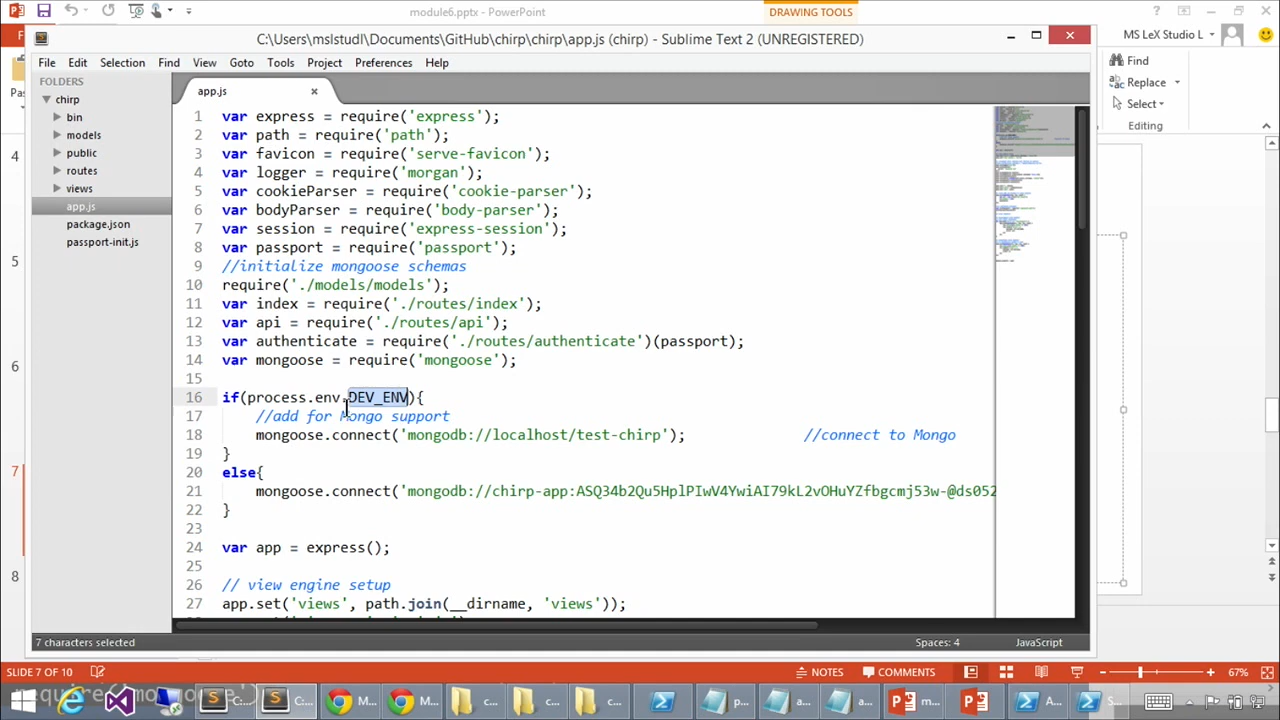 module6.pptx - PowerPoint
DRAWING TOOLS
C:\Users\mslstudl\Documents\GitHub\chirp\chirp\app.js (chirp) - Sublime Text 2 (UNREGISTERED)
MS LeX Studio L
File Edit Selection Find View Goto Tools Project Preferences Help
Find
Replace
Select
Editing
FOLDERS
chirp
bin
models
public
routes
views
app.js
package.json
passport-init.js
app.js
1 var express = require('express');
2 var path = require('path');
3 var favicon = require('serve-favicon');
4 var logger = require('morgan');
5 var cookieParser = require('cookie-parser');
6 var bodyParser = require('body-parser');
7 var session = require('express-session');
8 var passport = require('passport');
9 //initialize mongoose schemas
10 require('./models/models');
11 var index = require('./routes/index');
12 var api = require('./routes/api');
13 var authenticate = require('./routes/authenticate')(passport);
14 var mongoose = require('mongoose');
15
16 if(process.env.DEV_ENV){
17 //add for Mongo support
18 mongoose.connect('mongodb://localhost/test-chirp'); //connect to Mongo
19 }
20 else{
21 mongoose.connect('mongodb://chirp-app:ASQ34b2Qu5HplPIwV4YwiAI79kL2vOHuYZfbgcmj53w-@ds052
22 }
23
24 var app = express();
25
26 // view engine setup
27 app.set('views', path.join(__dirname, 'views'));
4
5
6
7
8
7 characters selected
Spaces: 4
JavaScript
SLIDE 7 OF 10
NOTES
COMMENTS
67%